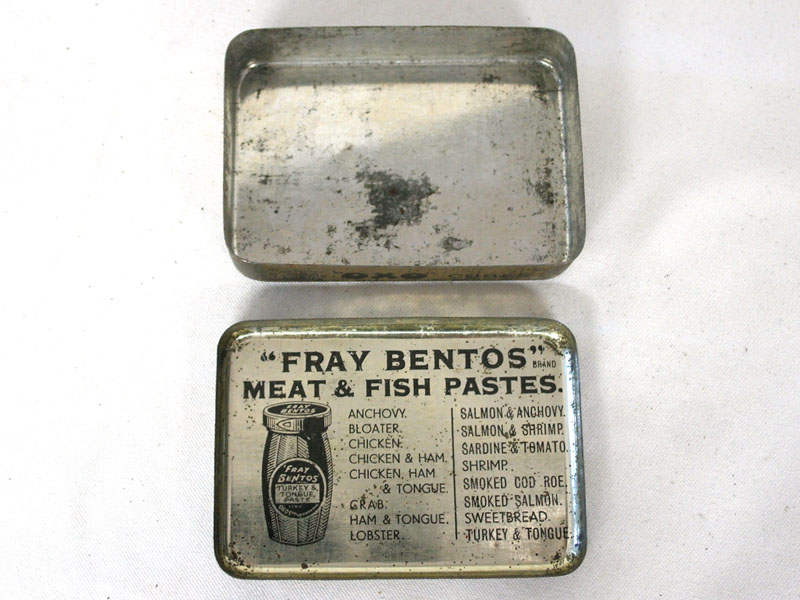 OXO
"FRAY BENTOS"
BRAND
MEAT & FISH PASTES.
ANCHOVY.
BLOATER.
CHICKEN.
CHICKEN & HAM.
CHICKEN, HAM
& TONGUE.
CRAB.
HAM & TONGUE.
LOBSTER.
SALMON & ANCHOVY.
SALMON & SHRIMP.
SARDINE & TOMATO.
SHRIMP.
SMOKED COD ROE.
SMOKED SALMON.
SWEETBREAD.
TURKEY & TONGUE.
FRAY
BENTOS
FRAY
BENTOS
TURKEY &
TONGUE
PASTE